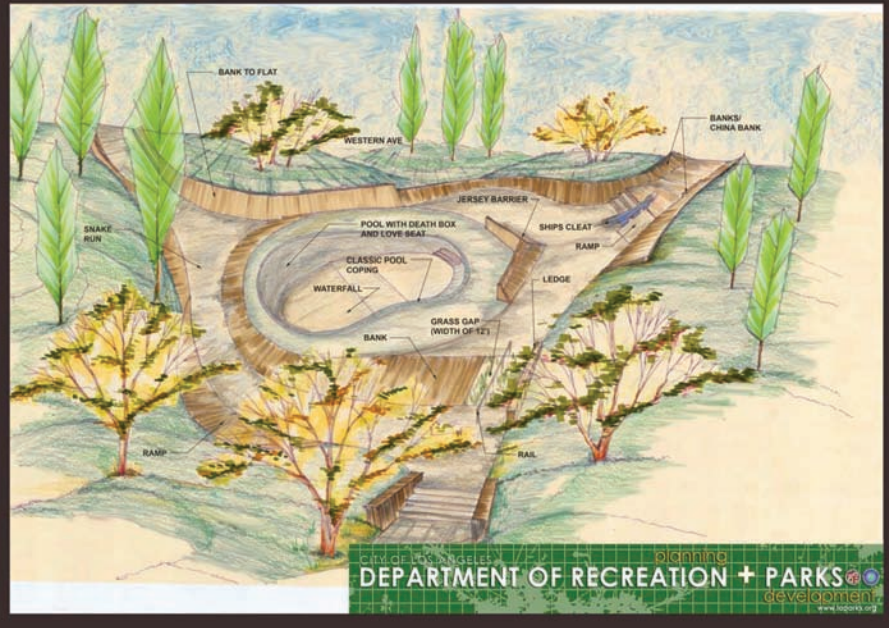 BANK TO FLAT
BANKS/
CHINA BANK
WESTERN AVE
JERSEY BARRIER
SNAKE
RUN
POOL WITH DEATH BOX
AND LOVE SEAT
SHIPS CLEAT
RAMP
CLASSIC POOL
COPING
LEDGE
WATERFALL
GRASS GAP
(WIDTH OF 12')
BANK
RAMP
RAIL
CITY OF LOS ANGELES
planning
DEPARTMENT OF RECREATION + PARKS
development
www.laparks.org